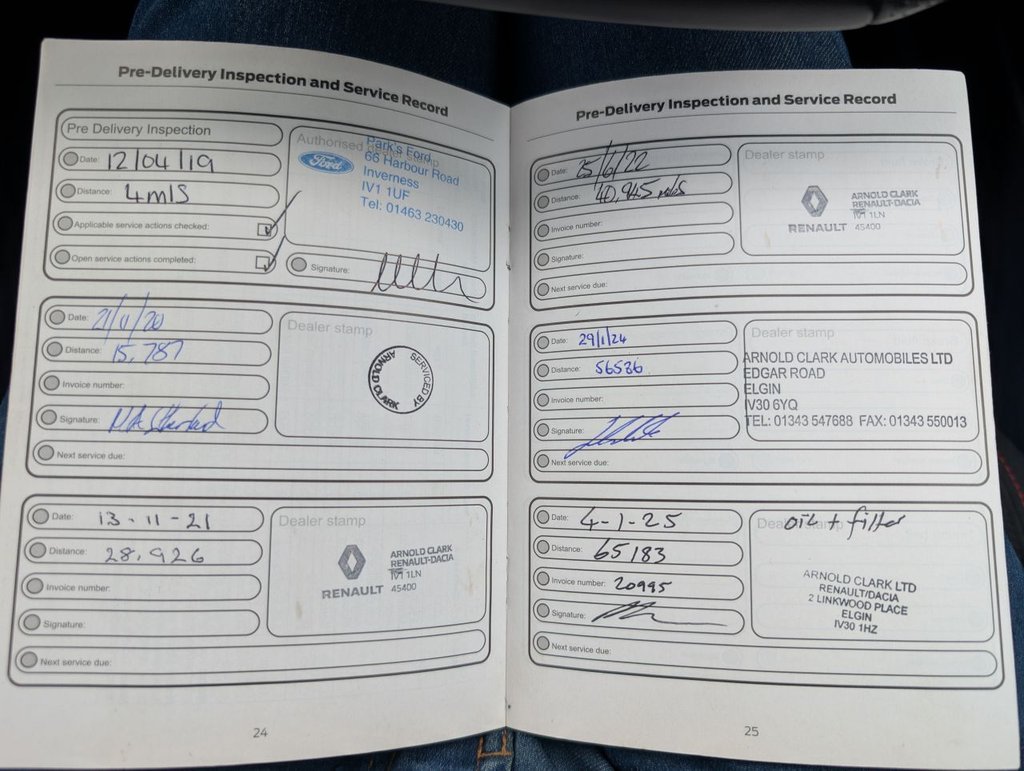 Pre-Delivery Inspection and Service Record
Pre Delivery Inspection
Date: 12/04/19
Distance: 4 mls
Applicable service actions checked:
Open service actions completed:
Authorised
Ford
Park's Ford
66 Harbour Road
Inverness
IV1 1UF
Tel: 01463 230430
Signature:
Date: 21/1/20
Distance: 15,787
Invoice number:
Signature:
Next service due:
Dealer stamp
SERVICED BY
ARNOLD CLARK
Date: 13-11-21
Distance: 28,926
Invoice number:
Signature:
Next service due:
Dealer stamp
RENAULT
ARNOLD CLARK
RENAULT-DACIA
IV1 1LN
45400
24
Pre-Delivery Inspection and Service Record
Date: 25/6/22
Distance: 40,945 miles
Invoice number:
Signature:
Next service due:
Dealer stamp
RENAULT
ARNOLD CLARK
RENAULT-DACIA
IV1 1LN
45400
Date: 29/1/24
Distance: 56536
Invoice number:
Signature:
Next service due:
Dealer stamp
ARNOLD CLARK AUTOMOBILES LTD
EDGAR ROAD
ELGIN
IV30 6YQ
TEL: 01343 547688 FAX: 01343 550013
Date: 4-1-25
Distance: 65183
Invoice number: 20995
Signature:
Next service due:
oil + filter
ARNOLD CLARK LTD
RENAULT/DACIA
2 LINKWOOD PLACE
ELGIN
IV30 1HZ
25